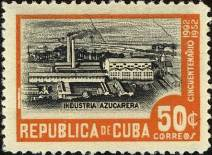 1902 1952
CINCUENTENARIO
INDUSTRIA AZUCARERA
50¢
CORREOS
REPUBLICA DE CUBA